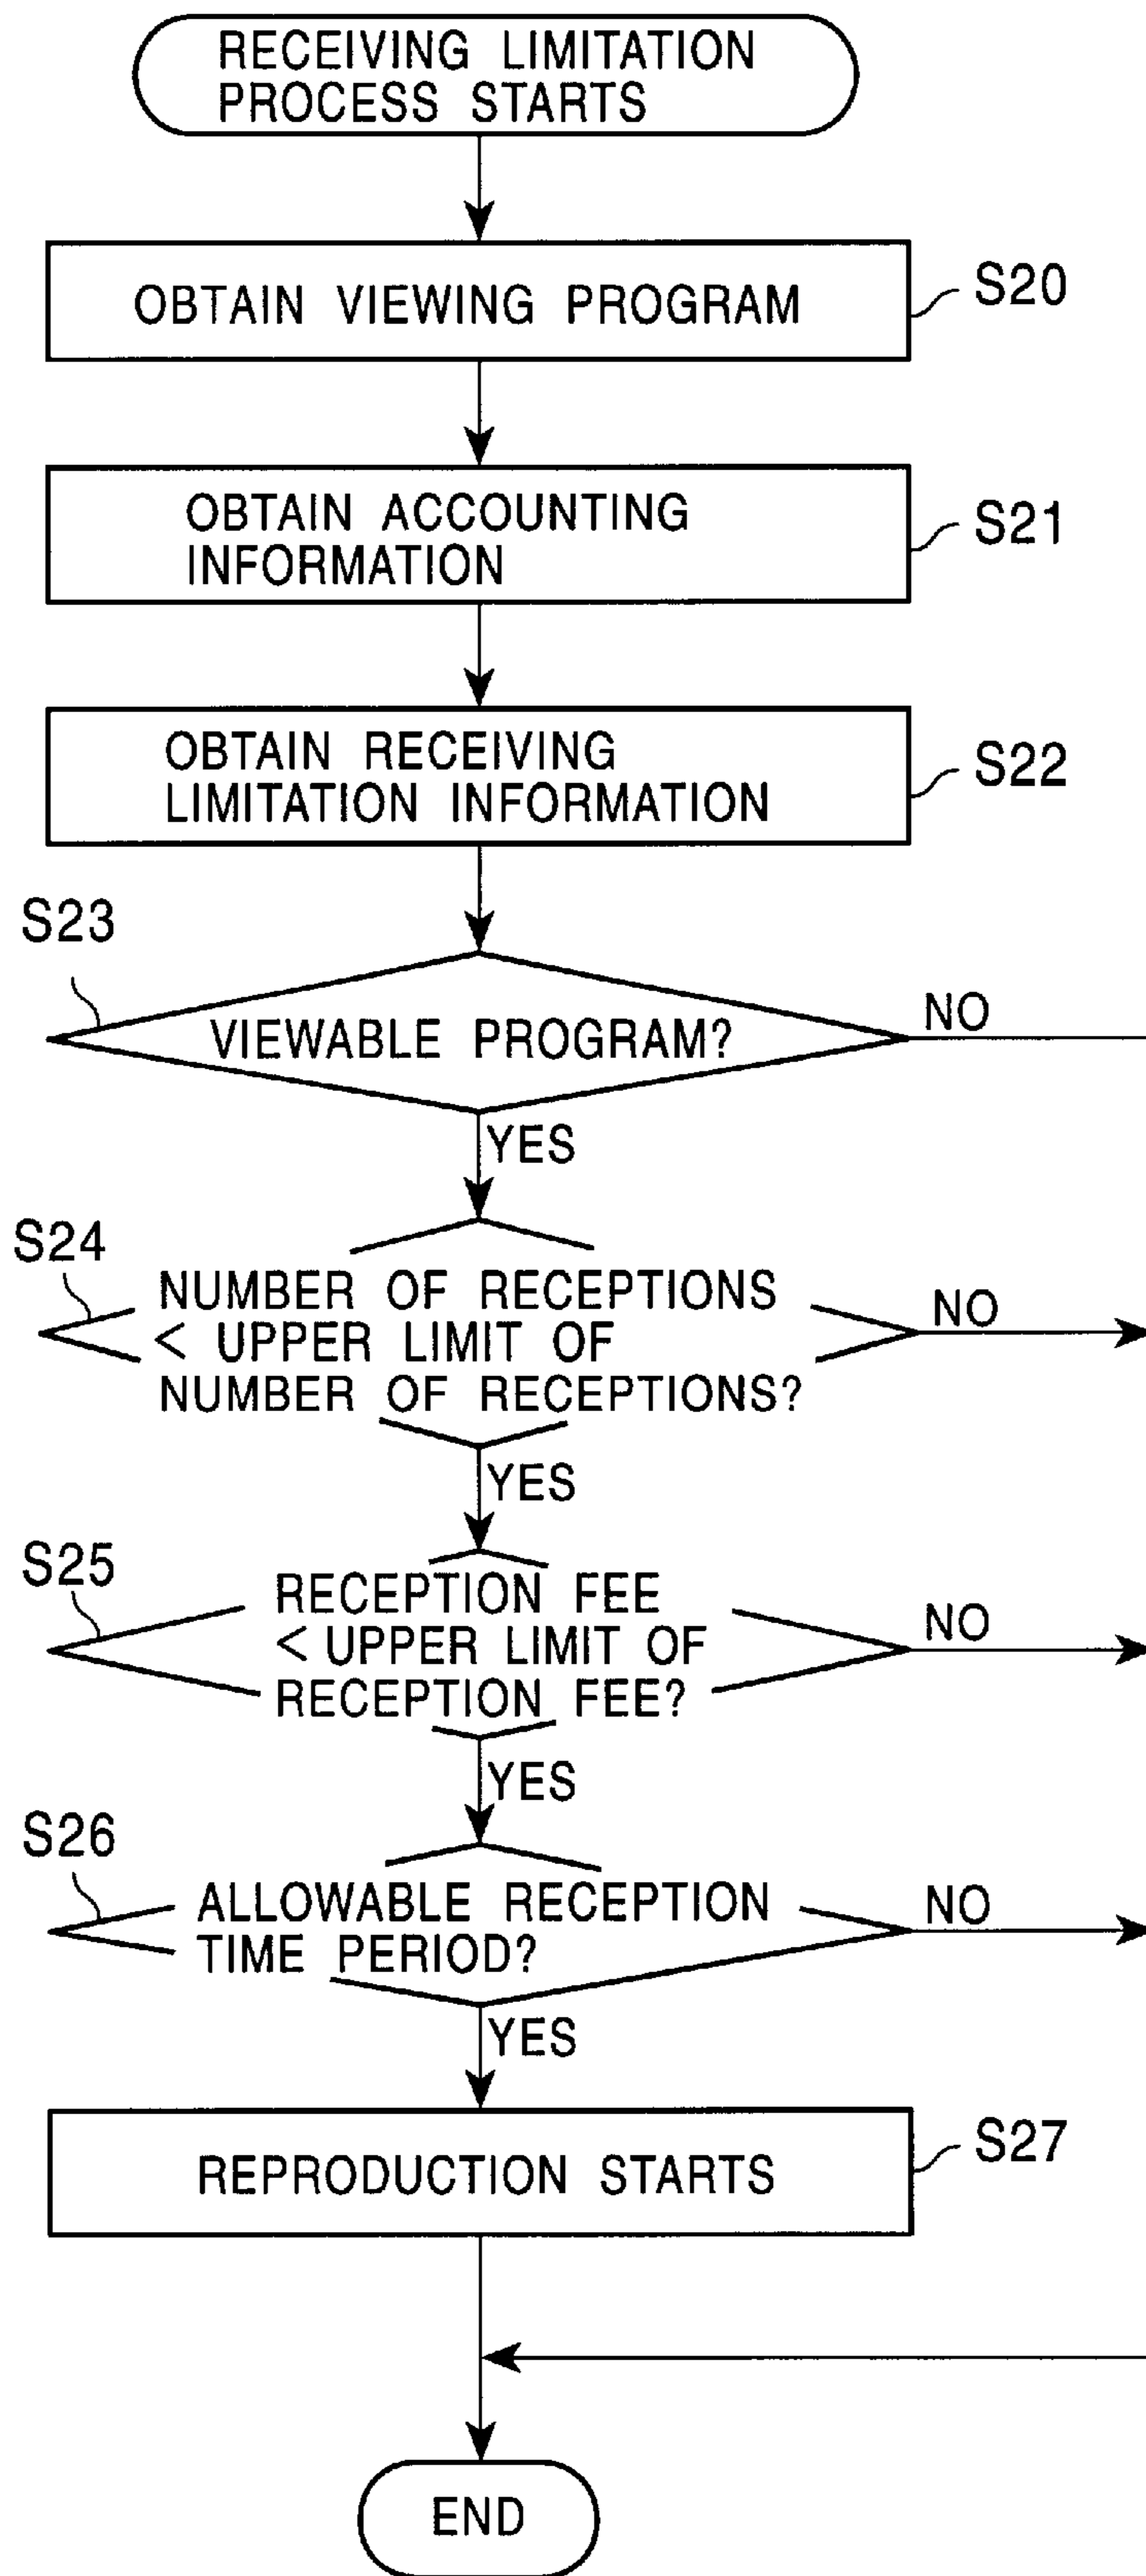 RECEIVING LIMITATION
PROCESS STARTS
OBTAIN VIEWING PROGRAM
S20
OBTAIN ACCOUNTING
INFORMATION
S21
OBTAIN RECEIVING
LIMITATION INFORMATION
S22
S23
VIEWABLE PROGRAM?
NO
YES
S24
NUMBER OF RECEPTIONS
< UPPER LIMIT OF
NUMBER OF RECEPTIONS?
NO
YES
S25
RECEPTION FEE
< UPPER LIMIT OF
RECEPTION FEE?
NO
YES
S26
ALLOWABLE RECEPTION
TIME PERIOD?
NO
YES
REPRODUCTION STARTS
S27
END